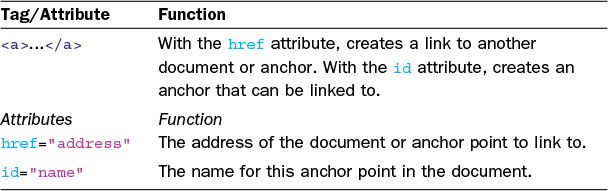 Tag/Attribute Function
<a>...</a> With the href attribute, creates a link to another
document or anchor. With the id attribute, creates an
anchor that can be linked to.
Attributes Function
href="address" The address of the document or anchor point to link to.
id="name" The name for this anchor point in the document.